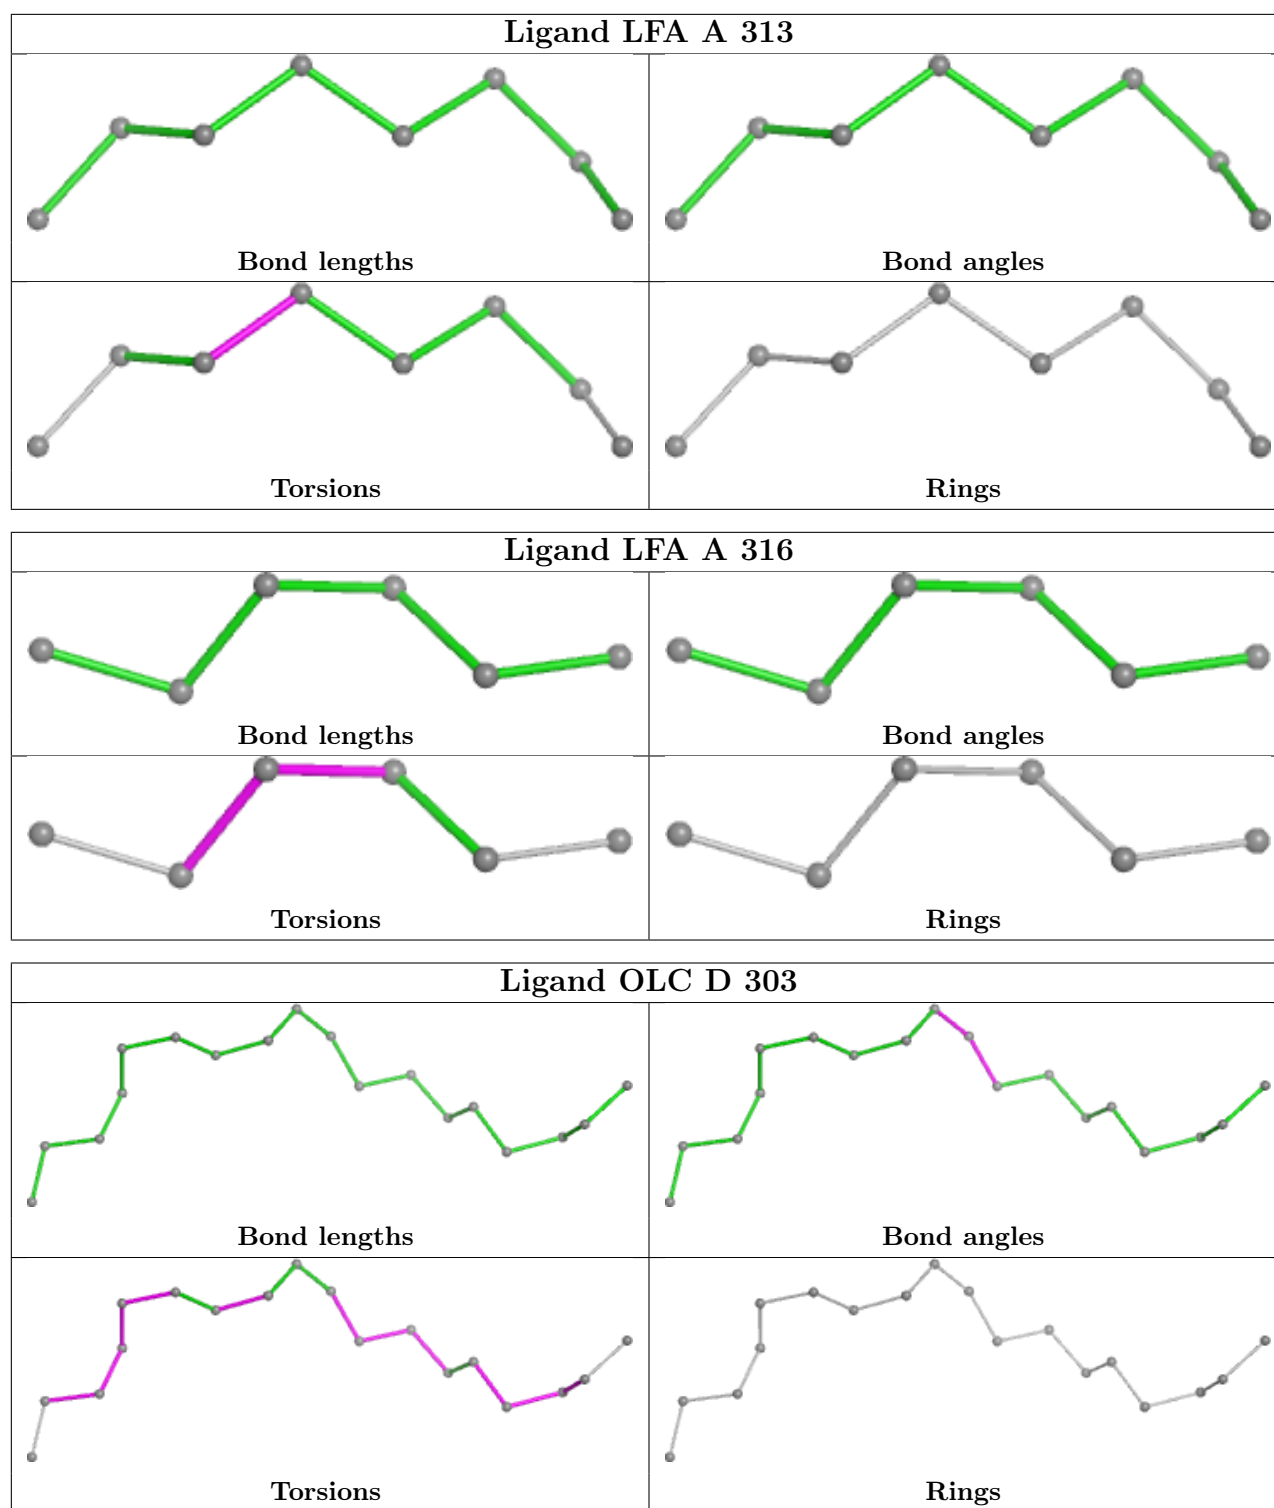 Ligand LFA A 313
Bond lengths
Bond angles
Torsions
Rings
Ligand LFA A 316
Bond lengths
Bond angles
Torsions
Rings
Ligand OLC D 303
Bond lengths
Bond angles
Torsions
Rings